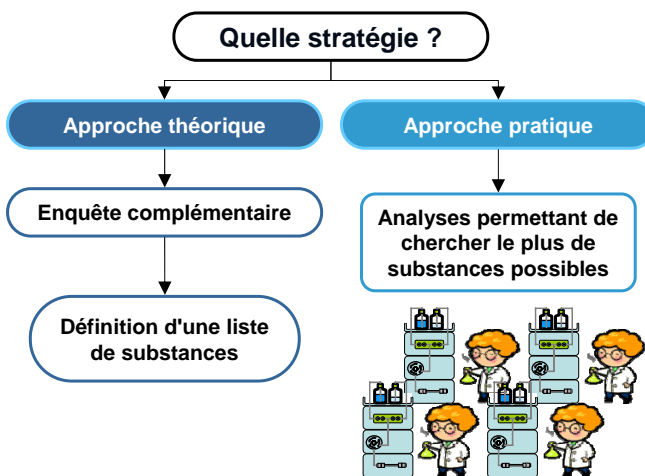 Quelle stratégie ?
Approche théorique
Approche pratique
Enquête complémentaire
Analyses permettant de
chercher le plus de
substances possibles
Définition d'une liste
de substances